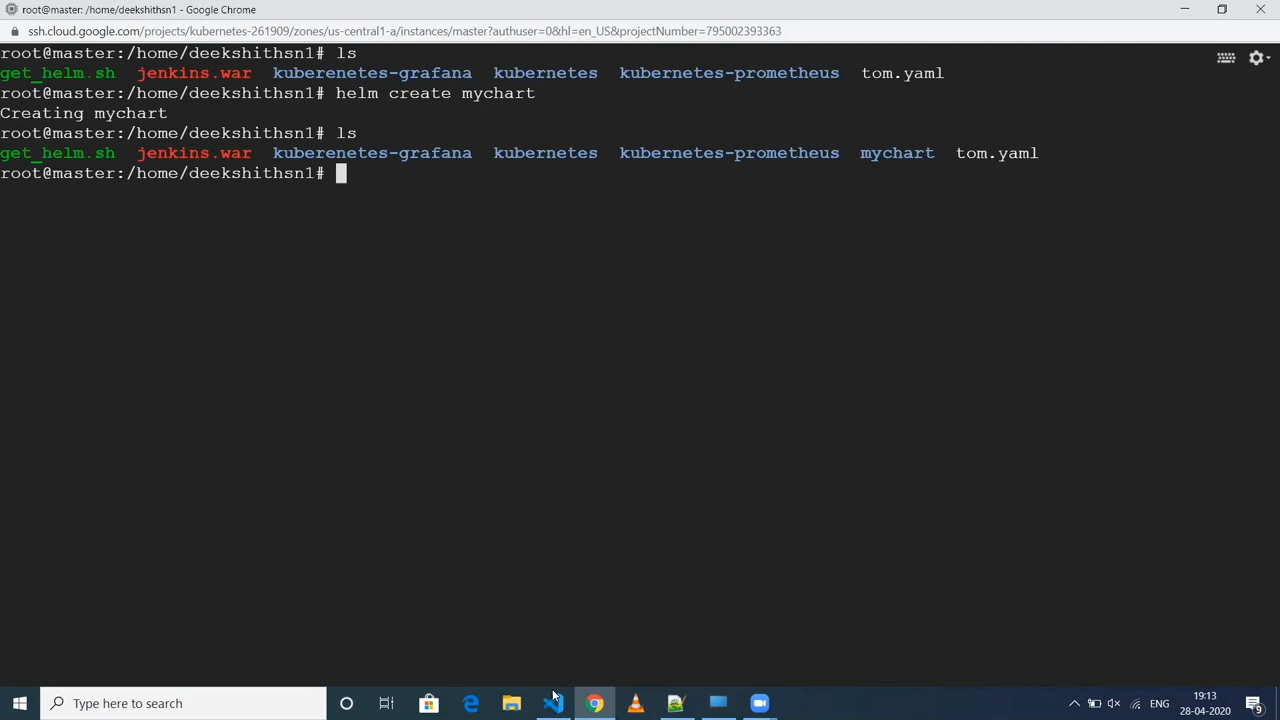 root@master: /home/deekshithsn1 - Google Chrome
ssh.cloud.google.com/projects/kubernetes-261909/zones/us-central1-a/instances/master?authuser=0&hl=en_US&projectNumber=795002393363
root@master:/home/deekshithsn1# ls
get_helm.sh jenkins.war kuberenetes-grafana kubernetes kubernetes-prometheus tom.yaml
root@master:/home/deekshithsn1# helm create mychart
Creating mychart
root@master:/home/deekshithsn1# ls
get_helm.sh jenkins.war kuberenetes-grafana kubernetes kubernetes-prometheus mychart tom.yaml
root@master:/home/deekshithsn1#
Type here to search
ENG
19:13
28-04-2020
9